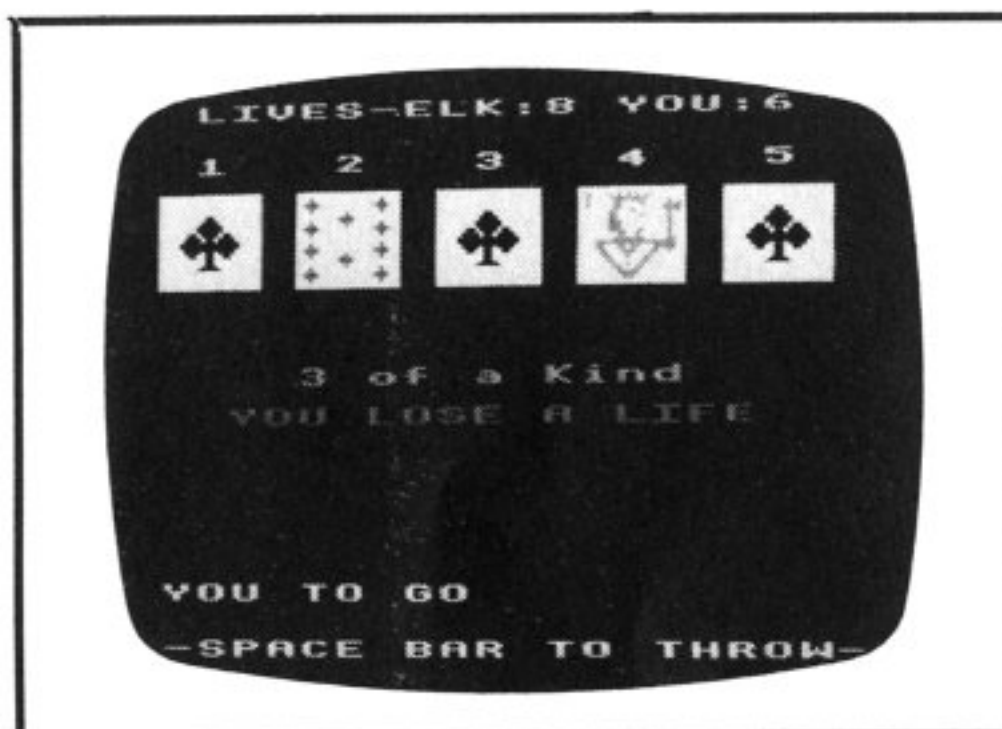 LIVES-ELK:8 YOU:6
1 2 3 4 5
3 of a Kind
YOU LOSE A LIFE
YOU TO GO
-SPACE BAR TO THROW-